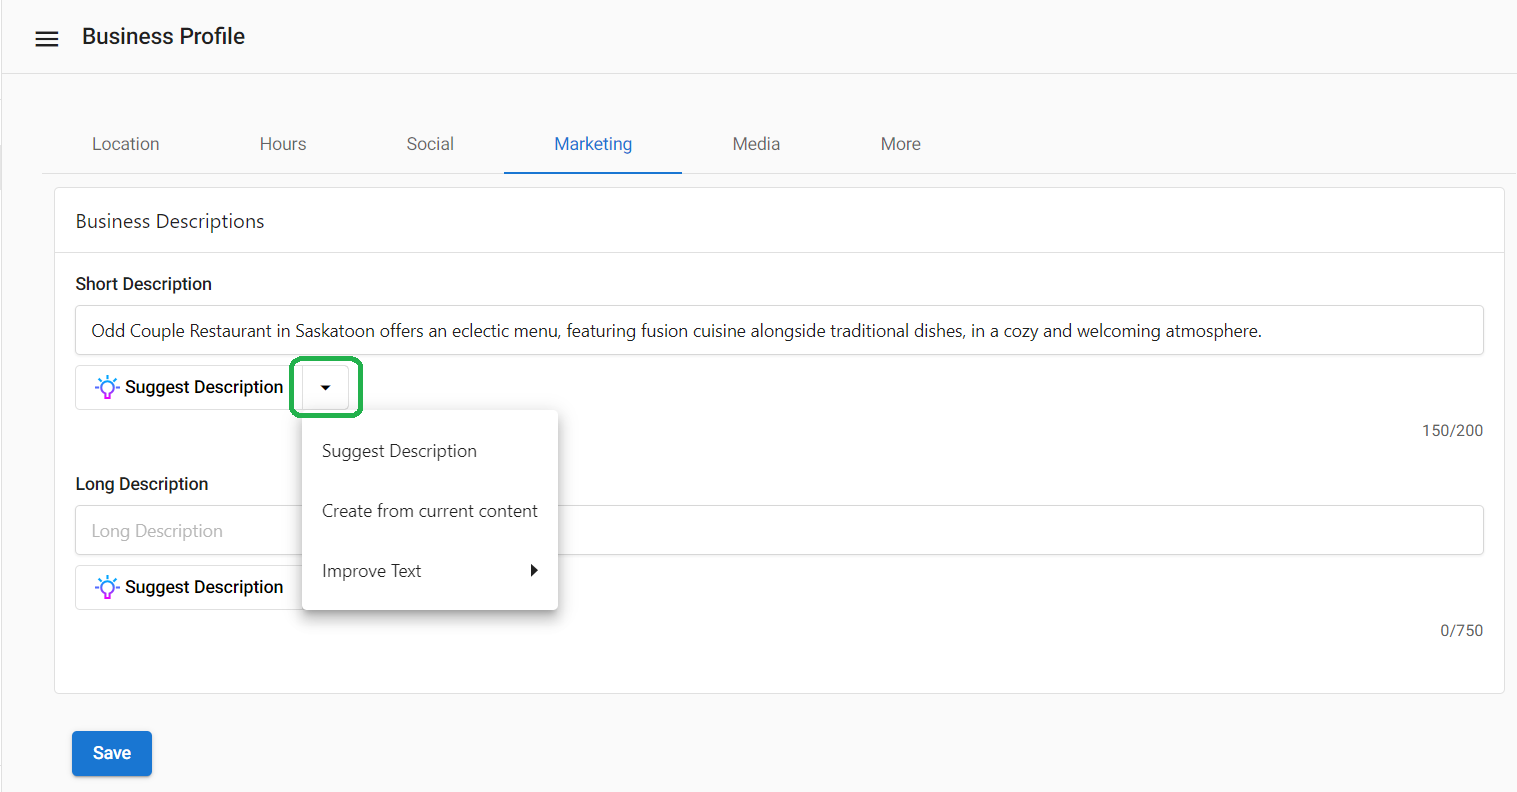 Business Profile
Location Hours Social Marketing Media More
Business Descriptions
Short Description
Odd Couple Restaurant in Saskatoon offers an eclectic menu, featuring fusion cuisine alongside traditional dishes, in a cozy and welcoming atmosphere.
Suggest Description
150/200
Suggest Description
Create from current content
Improve Text
Long Description
Long Description
Suggest Description
0/750
Save